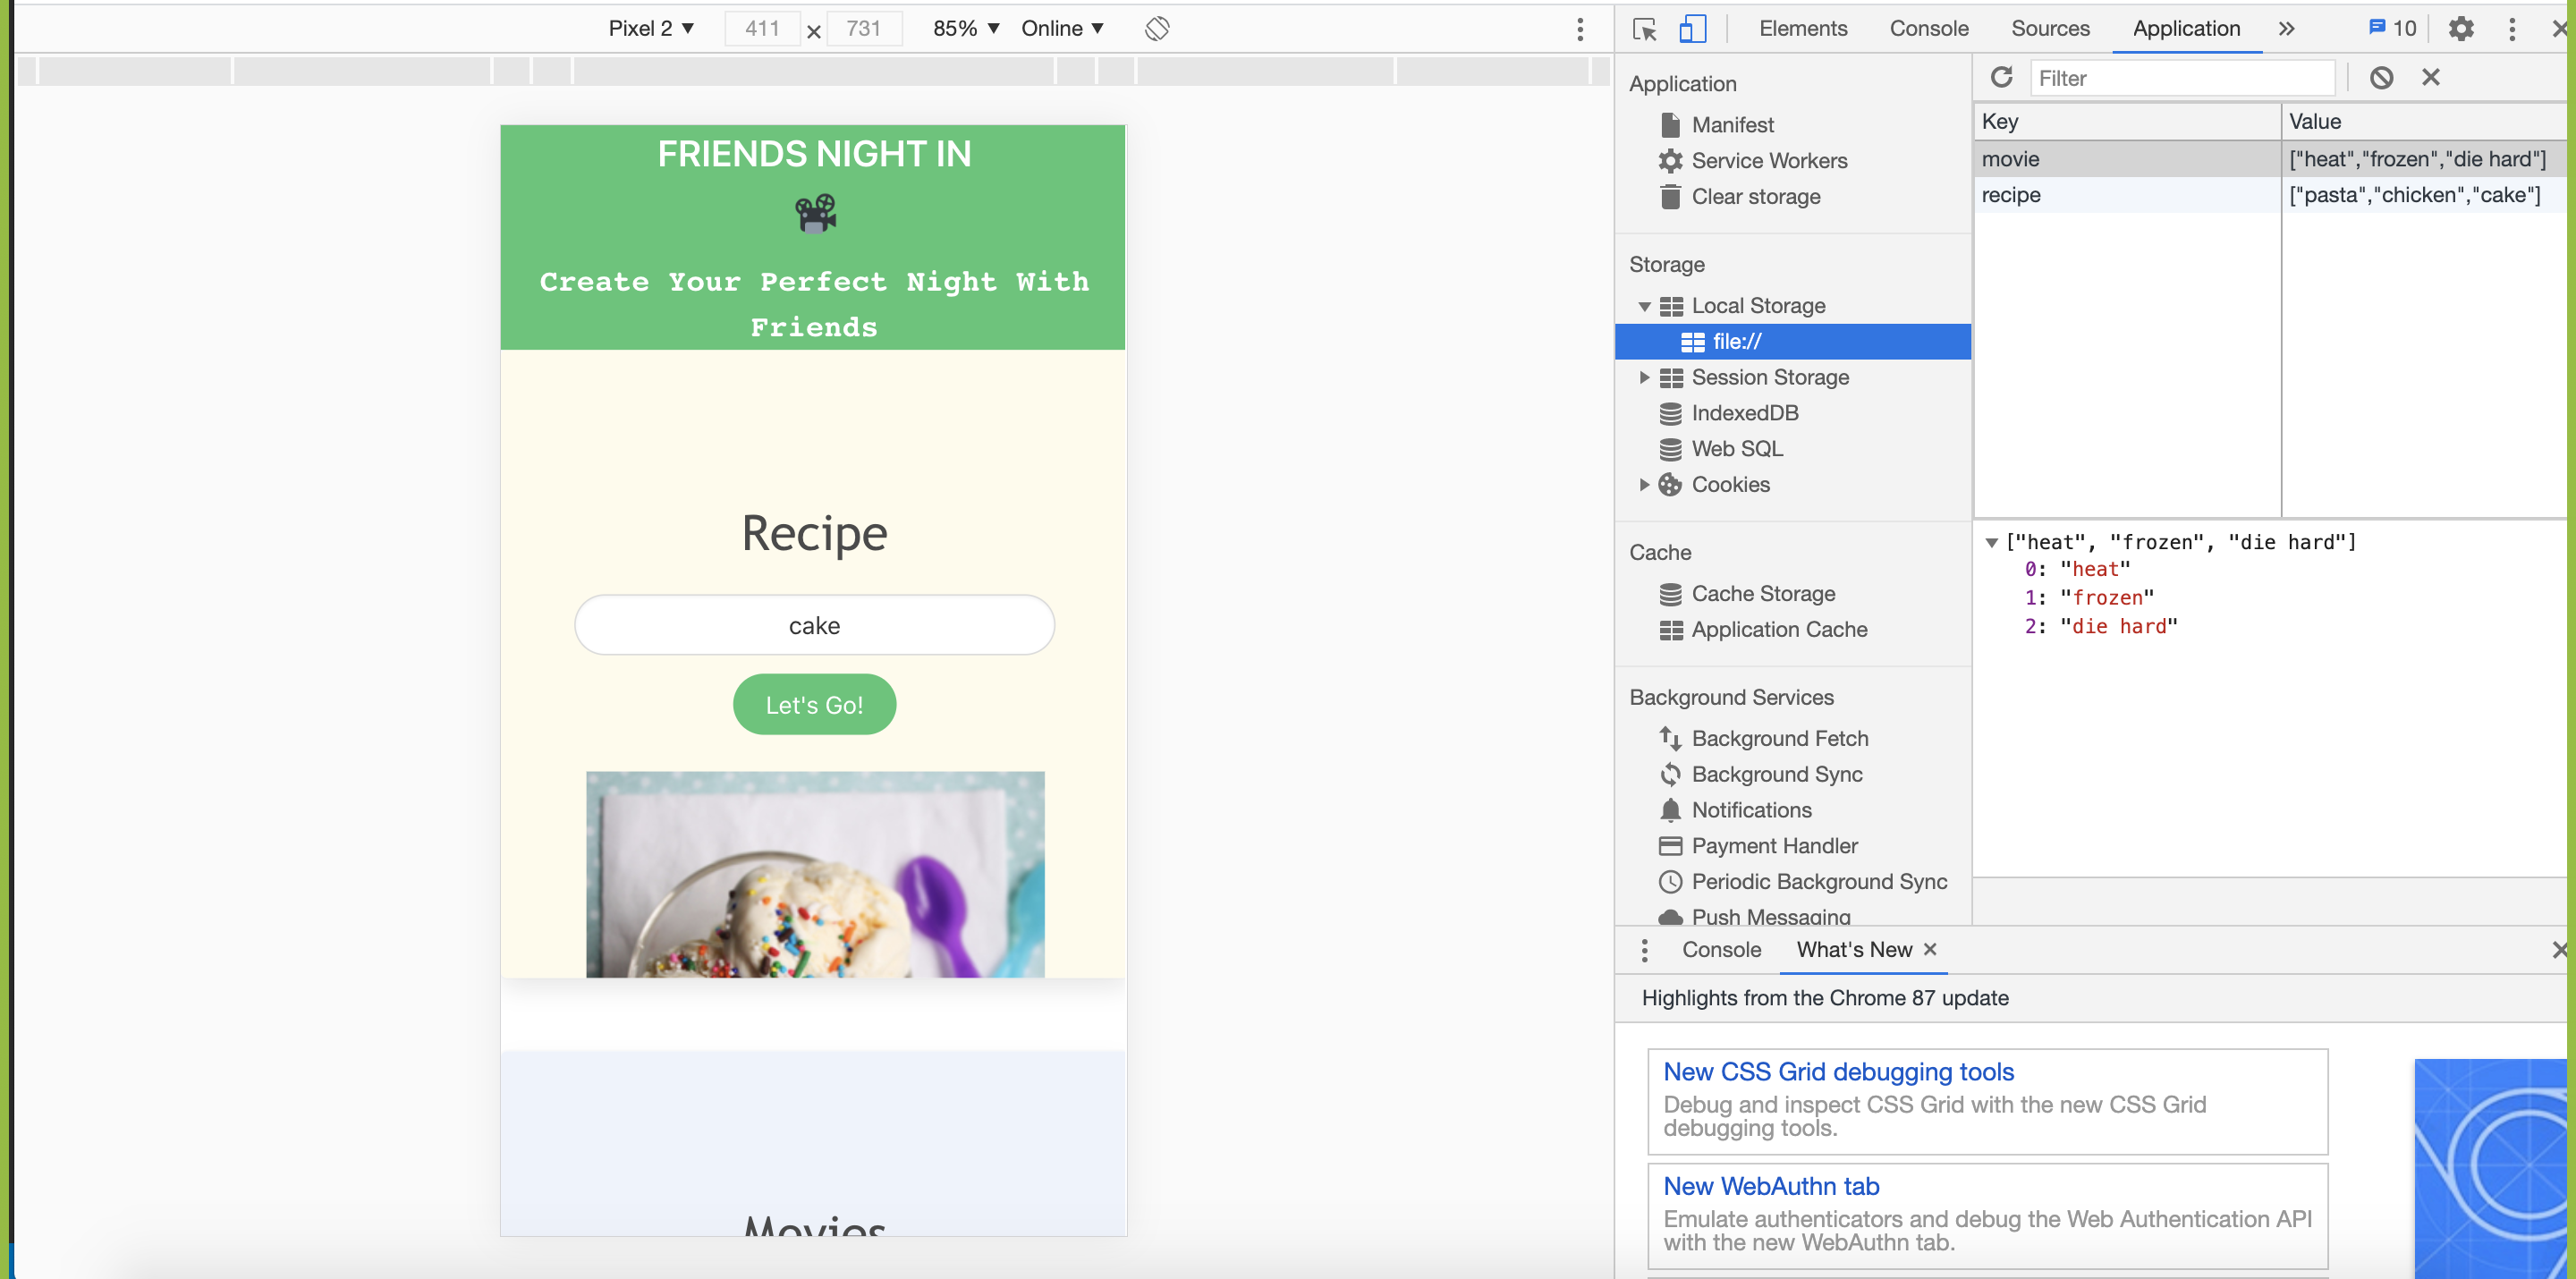 Pixel 2 ▼ 411 × 731 85% ▼ Online ▼
FRIENDS NIGHT IN
Create Your Perfect Night With
Friends
Recipe
cake
Let's Go!
Movies
Elements Console Sources Application » 10
Application
Manifest
Service Workers
Clear storage
Storage
Local Storage
file://
Session Storage
IndexedDB
Web SQL
Cookies
Cache
Cache Storage
Application Cache
Background Services
Background Fetch
Background Sync
Notifications
Payment Handler
Periodic Background Sync
Push Messaging
Filter
Key Value
movie ["heat","frozen","die hard"]
recipe ["pasta","chicken","cake"]
["heat", "frozen", "die hard"]
0: "heat"
1: "frozen"
2: "die hard"
Console What's New
Highlights from the Chrome 87 update
New CSS Grid debugging tools
Debug and inspect CSS Grid with the new CSS Grid
debugging tools.
New WebAuthn tab
Emulate authenticators and debug the Web Authentication API
with the new WebAuthn tab.